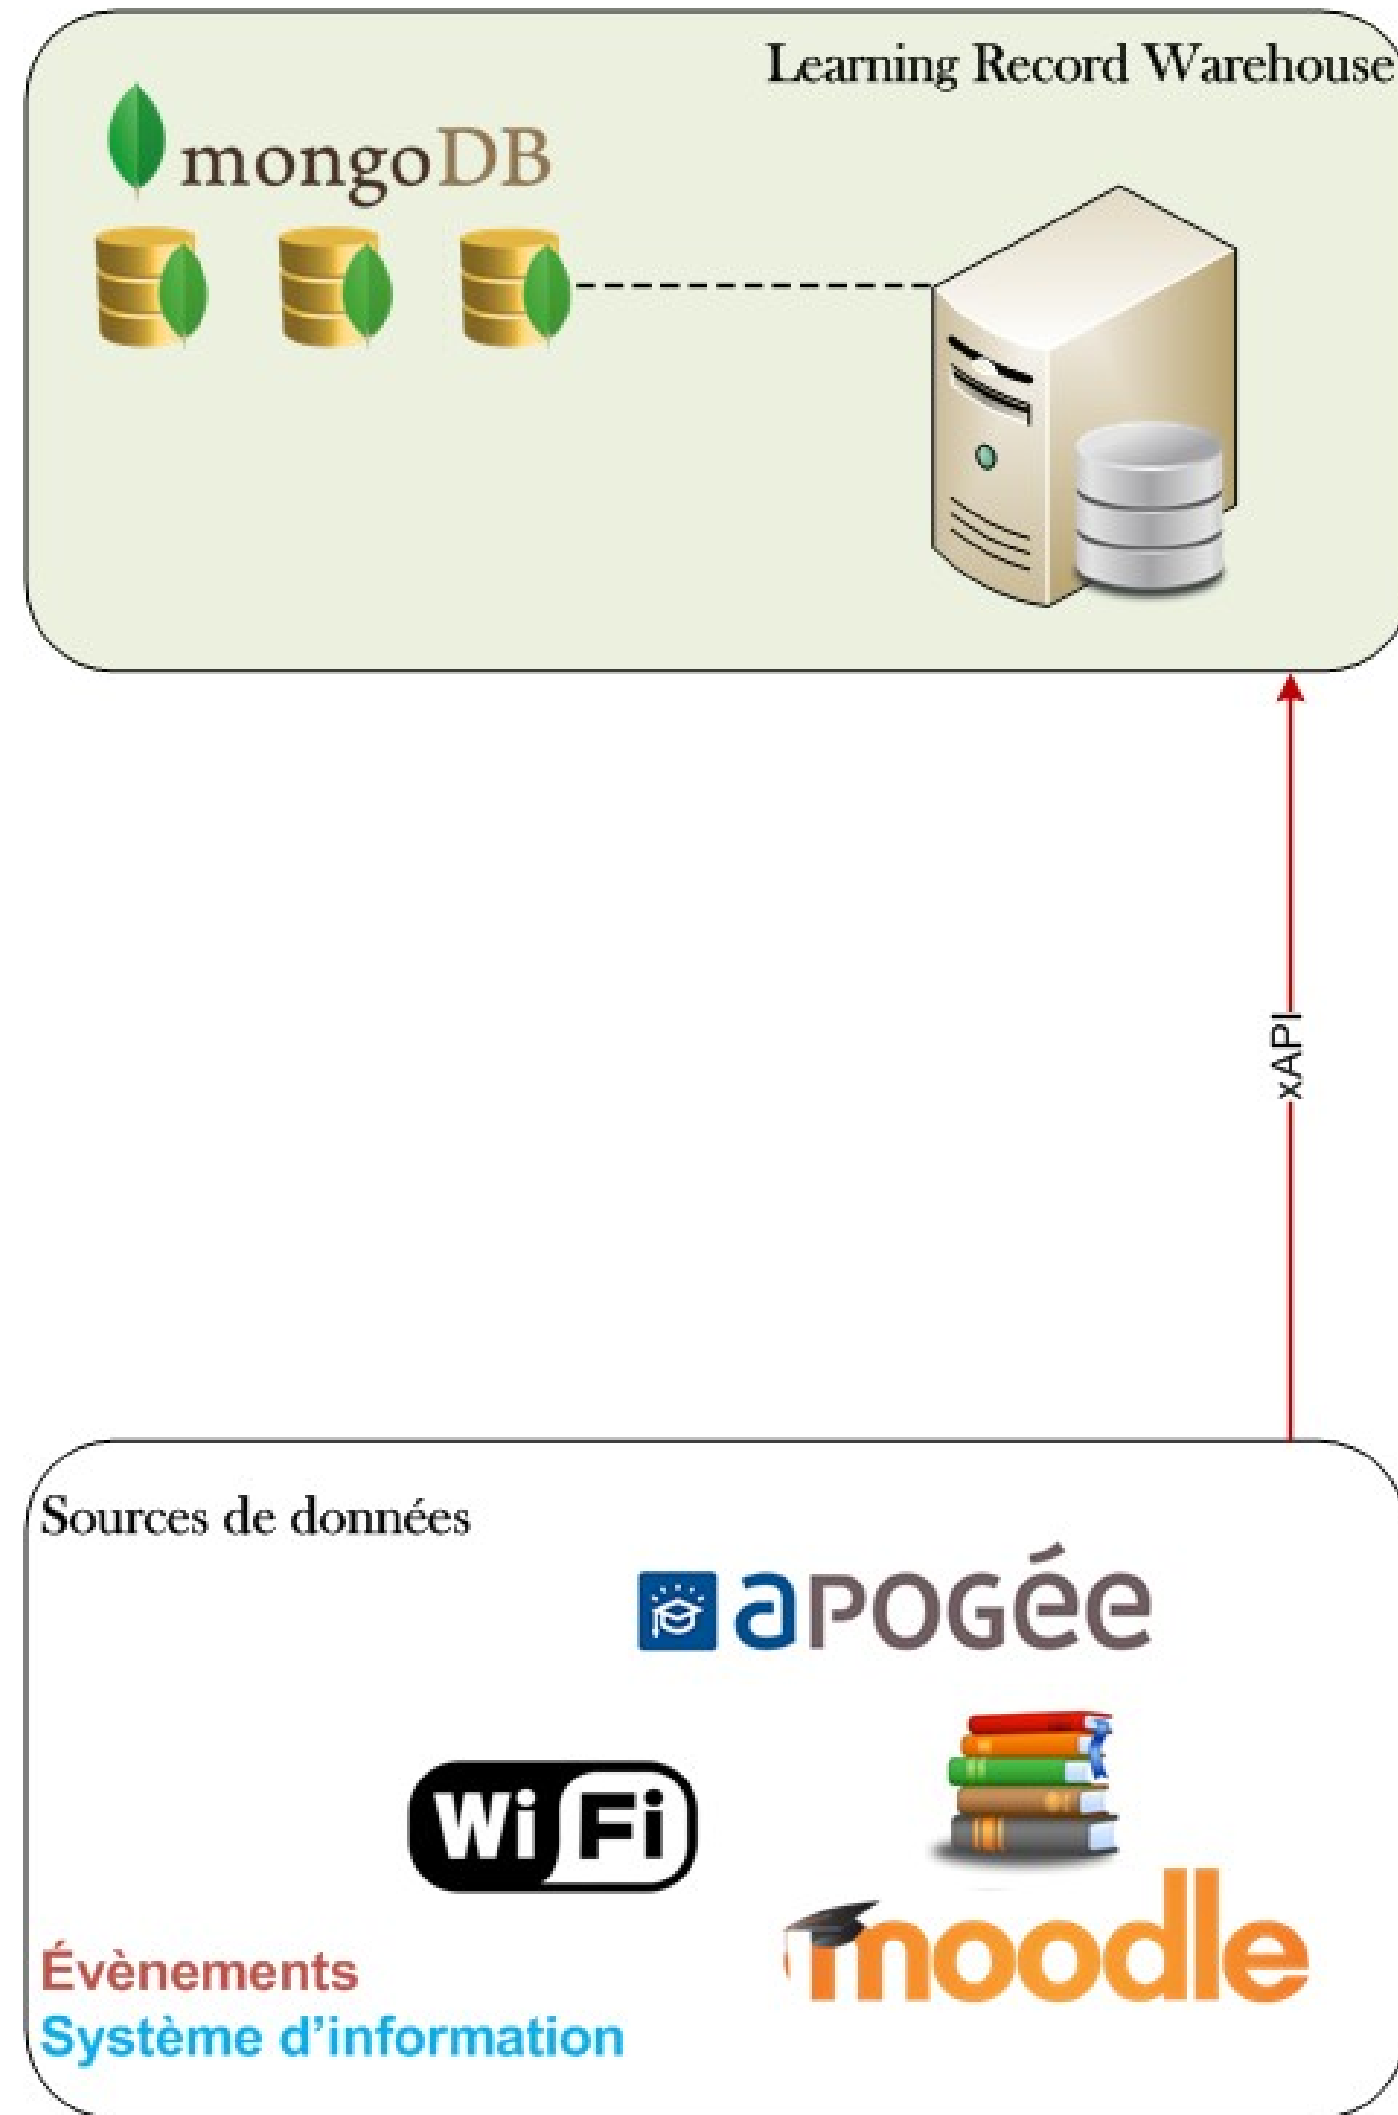 Learning Record Warehouse
mongoDB
xAPI
Sources de données
aPOGée
Wi Fi
moodle
Évènements
Système d’information